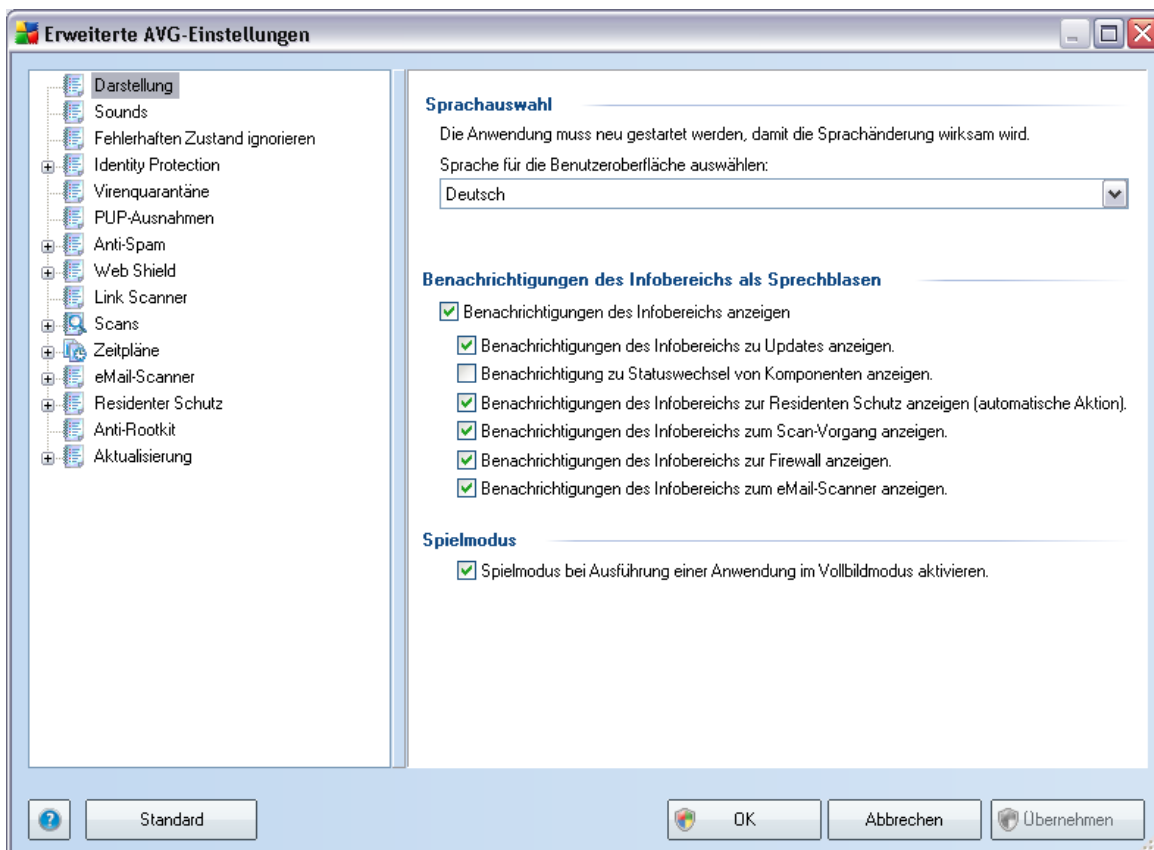 Erweiterte AVG-Einstellungen
Darstellung
Sounds
Fehlerhaften Zustand ignorieren
Identity Protection
Virenquarantäne
PUP-Ausnahmen
Anti-Spam
Web Shield
Link Scanner
Scans
Zeitpläne
eMail-Scanner
Residenter Schutz
Anti-Rootkit
Aktualisierung
Sprachauswahl
Die Anwendung muss neu gestartet werden, damit die Sprachänderung wirksam wird.
Sprache für die Benutzeroberfläche auswählen:
Deutsch
Benachrichtigungen des Infobereichs als Sprechblasen
Benachrichtigungen des Infobereichs anzeigen
Benachrichtigungen des Infobereichs zu Updates anzeigen.
Benachrichtigung zu Statuswechsel von Komponenten anzeigen.
Benachrichtigungen des Infobereichs zur Residenten Schutz anzeigen (automatische Aktion).
Benachrichtigungen des Infobereichs zum Scan-Vorgang anzeigen.
Benachrichtigungen des Infobereichs zur Firewall anzeigen.
Benachrichtigungen des Infobereichs zum eMail-Scanner anzeigen.
Spielmodus
Spielmodus bei Ausführung einer Anwendung im Vollbildmodus aktivieren.
Standard
OK
Abbrechen
Übernehmen